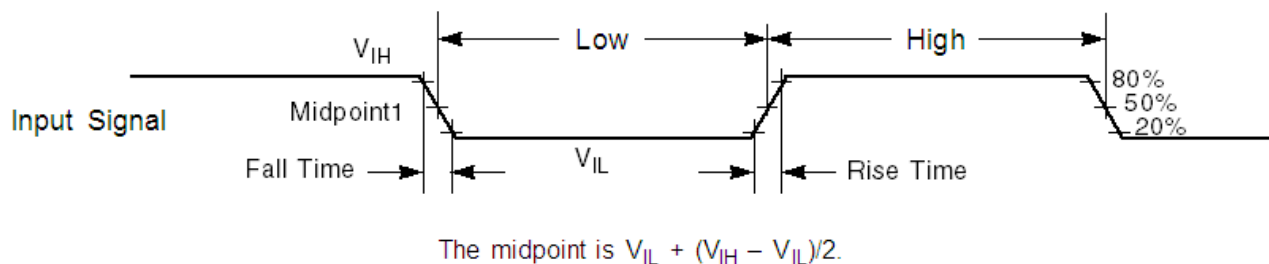 Low
High
VIH
80%
Input Signal
Midpoint1
50%
20%
Fall Time
VIL
Rise Time
The midpoint is VIL + (VIH – VIL)/2.